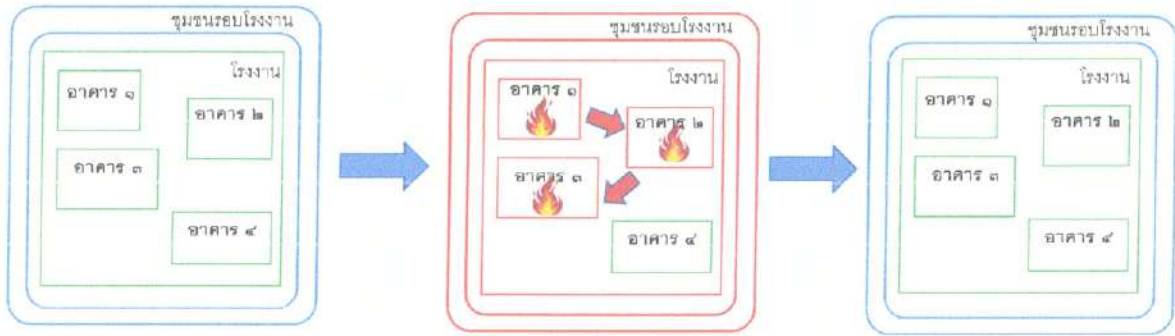 ชุมชนรอบโรงงาน
โรงงาน
อาคาร ๑
อาคาร ๒
อาคาร ๓
อาคาร ๔
ชุมชนรอบโรงงาน
โรงงาน
อาคาร ๑
อาคาร ๒
อาคาร ๓
อาคาร ๔
ชุมชนรอบโรงงาน
โรงงาน
อาคาร ๑
อาคาร ๒
อาคาร ๓
อาคาร ๔